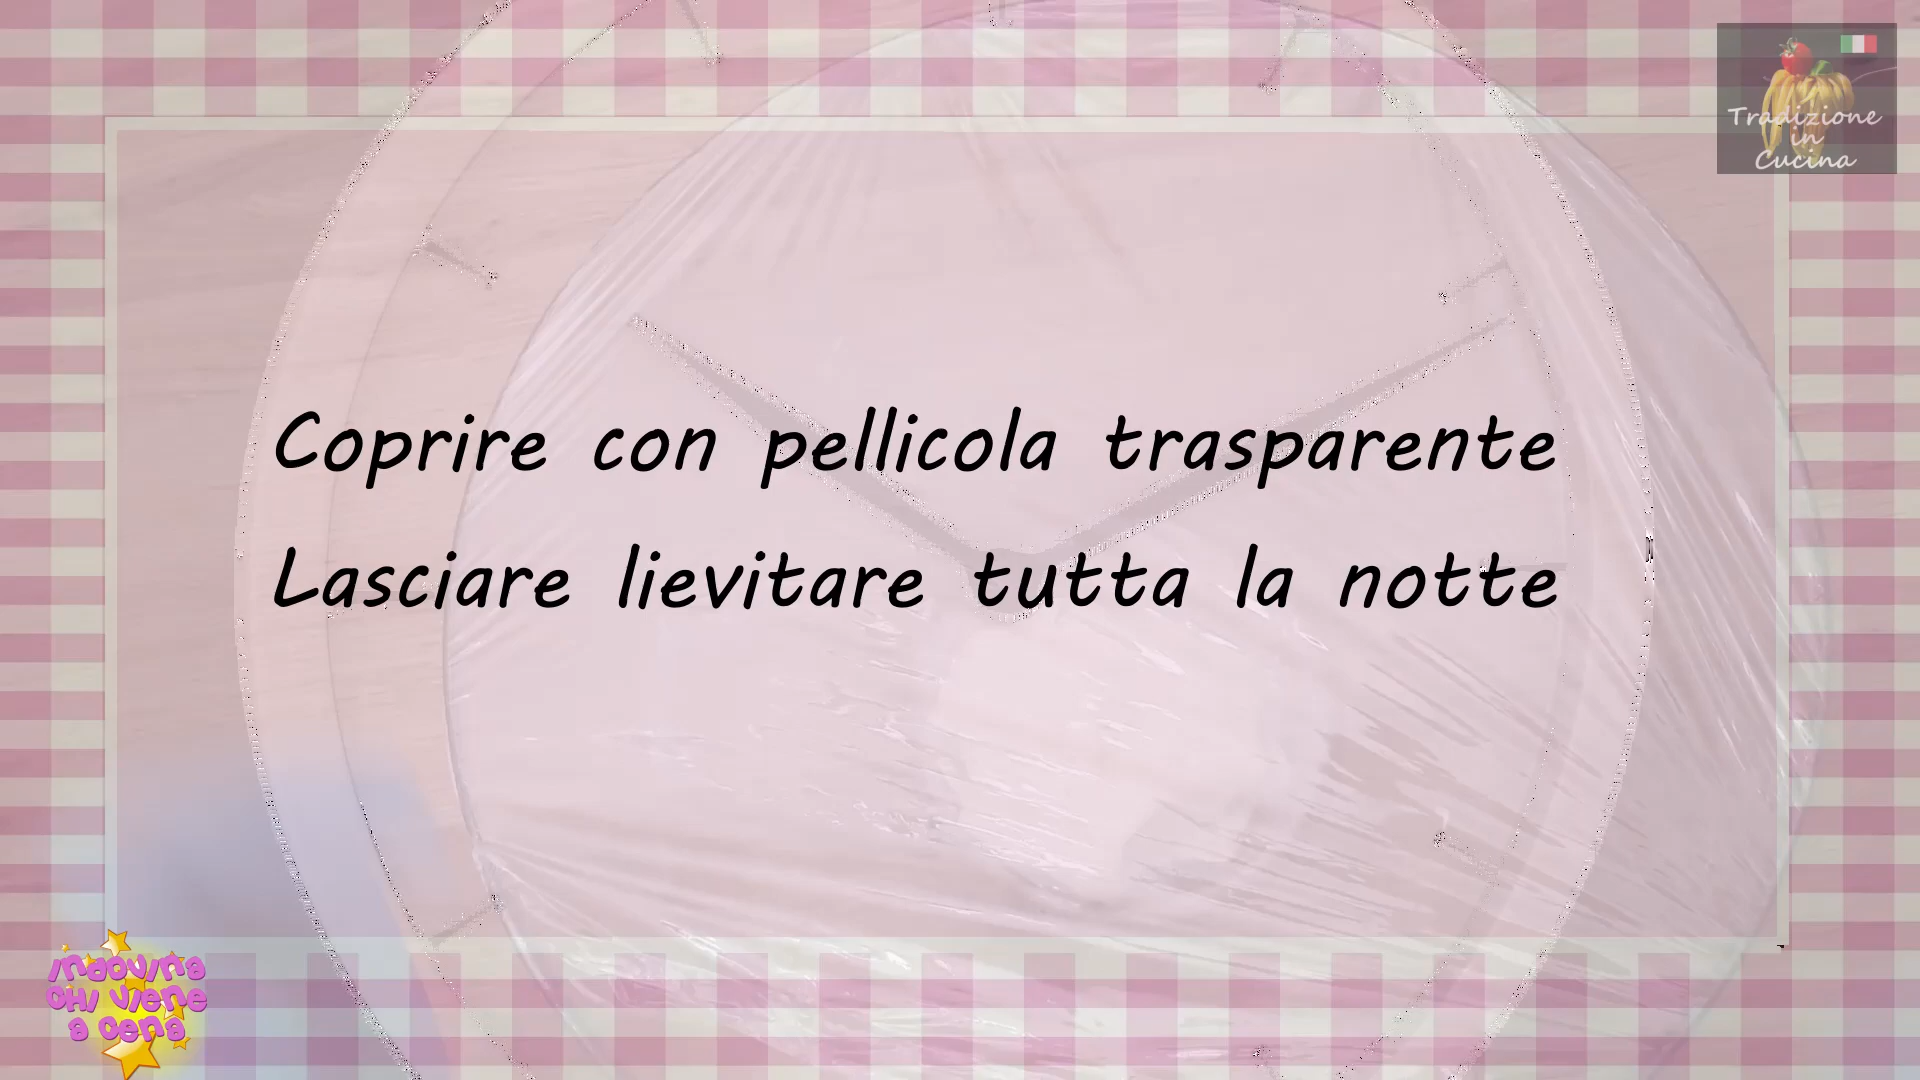 Tradizione
in
Cucina
Coprire con pellicola trasparente
Lasciare lievitare tutta la notte
indovina
chi viene
a cena